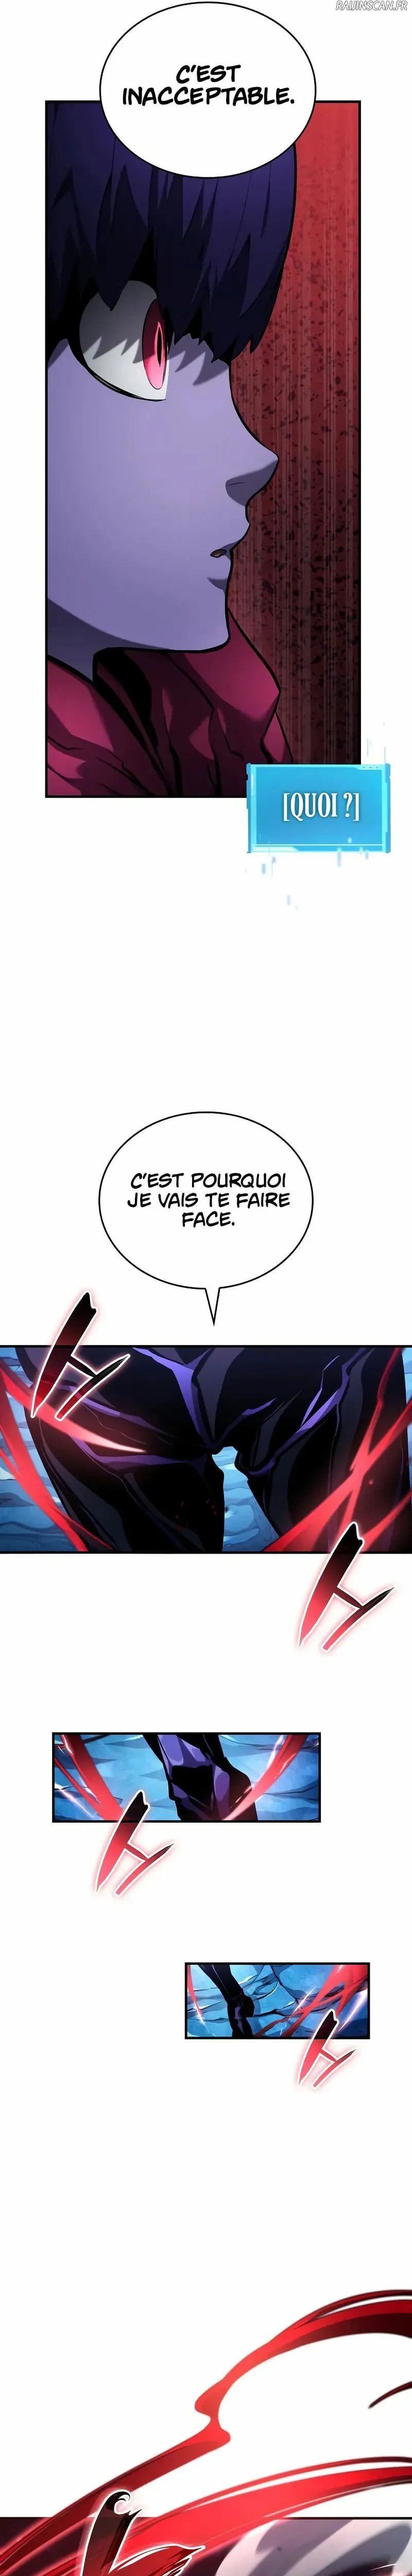 RAIJINSCAN.FR
C'EST
INACCEPTABLE.
[QUOI ?]
C'EST POURQUOI
JE VAIS TE FAIRE
FACE.